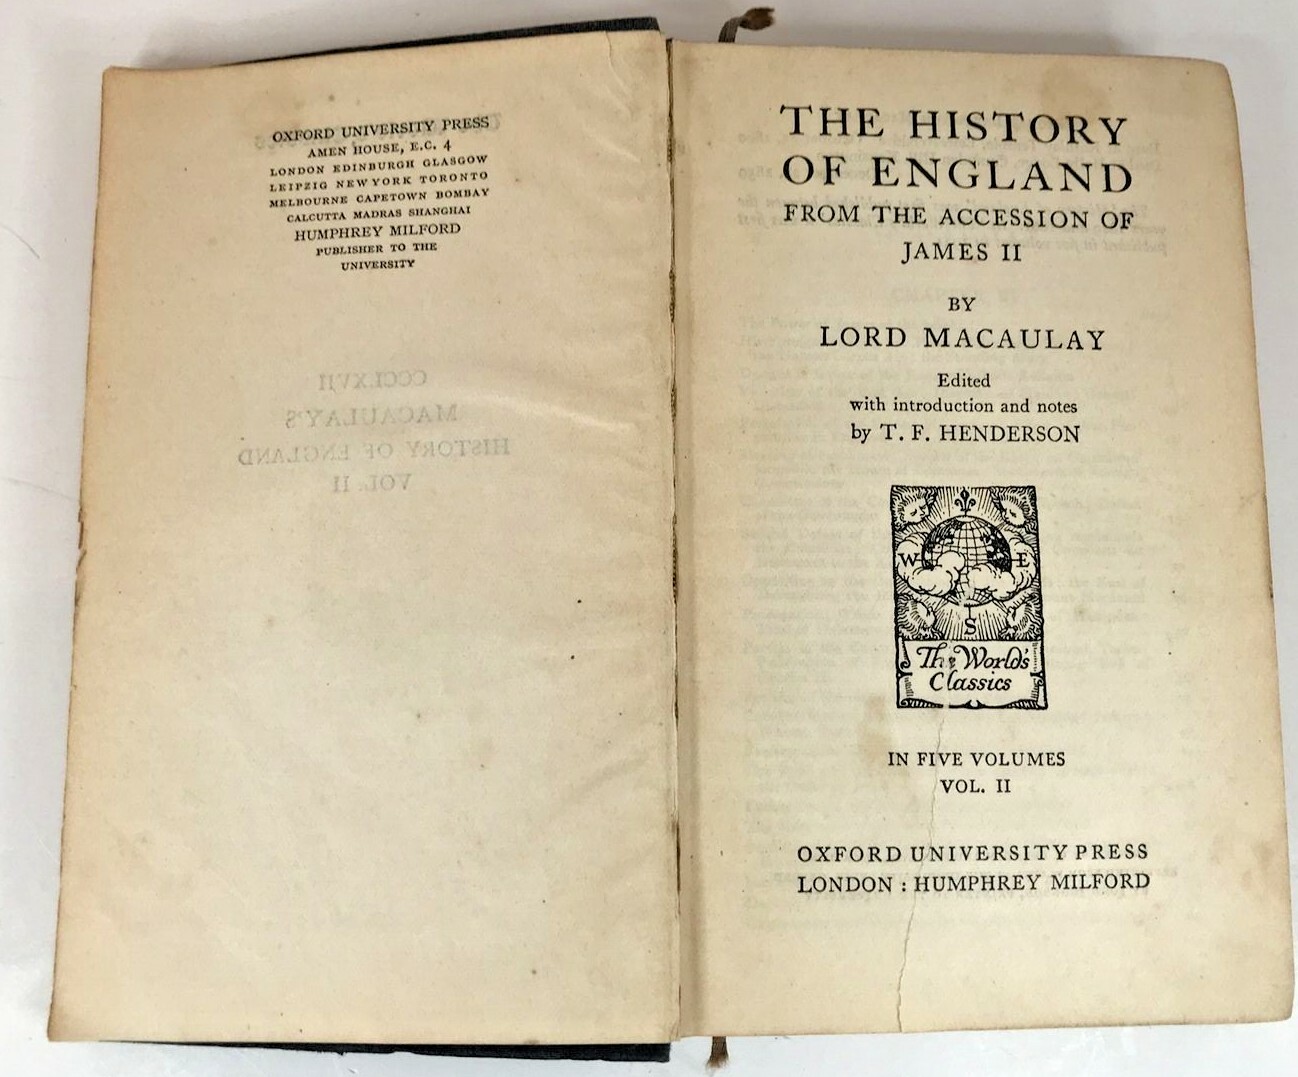 OXFORD UNIVERSITY PRESS
AMEN HOUSE, E.C. 4
LONDON EDINBURGH GLASGOW
LEIPZIG NEW YORK TORONTO
MELBOURNE CAPETOWN BOMBAY
CALCUTTA MADRAS SHANGHAI
HUMPHREY MILFORD
PUBLISHER TO THE
UNIVERSITY
CCCLXVII
MACAULAY'S
HISTORY OF ENGLAND
VOL. II
THE HISTORY
OF ENGLAND
FROM THE ACCESSION OF
JAMES II
BY
LORD MACAULAY
Edited
with introduction and notes
by T. F. HENDERSON
W E
S
The World's
Classics
IN FIVE VOLUMES
VOL. II
OXFORD UNIVERSITY PRESS
LONDON : HUMPHREY MILFORD